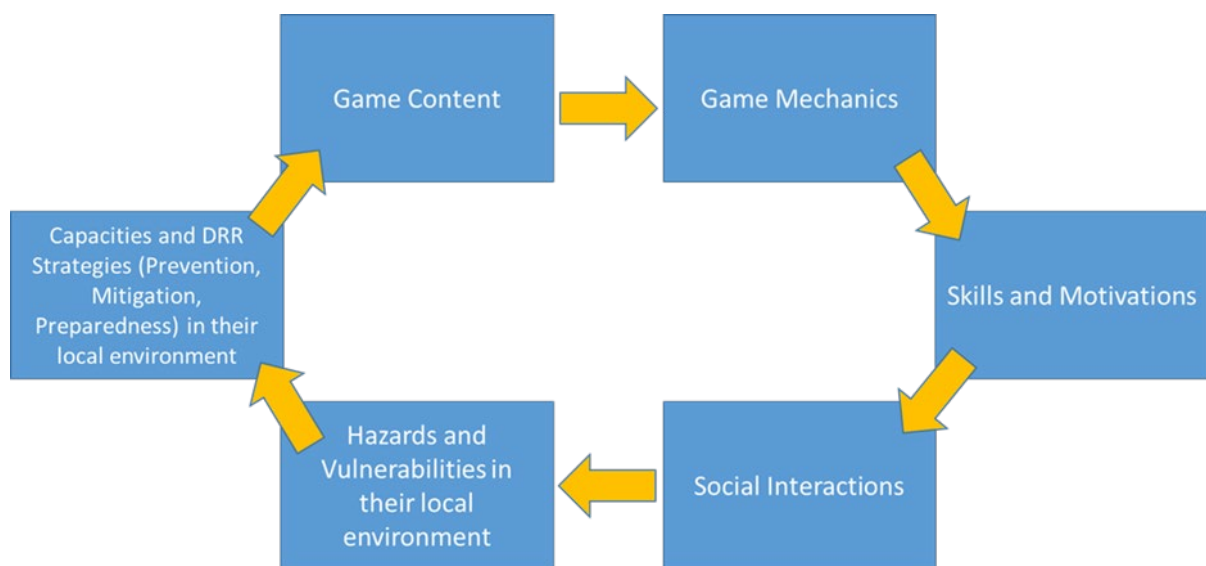 Game Content
Game Mechanics
Skills and Motivations
Social Interactions
Hazards and
Vulnerabilities in
their local
environment
Capacities and DRR
Strategies (Prevention,
Mitigation,
Preparedness) in their
local environment